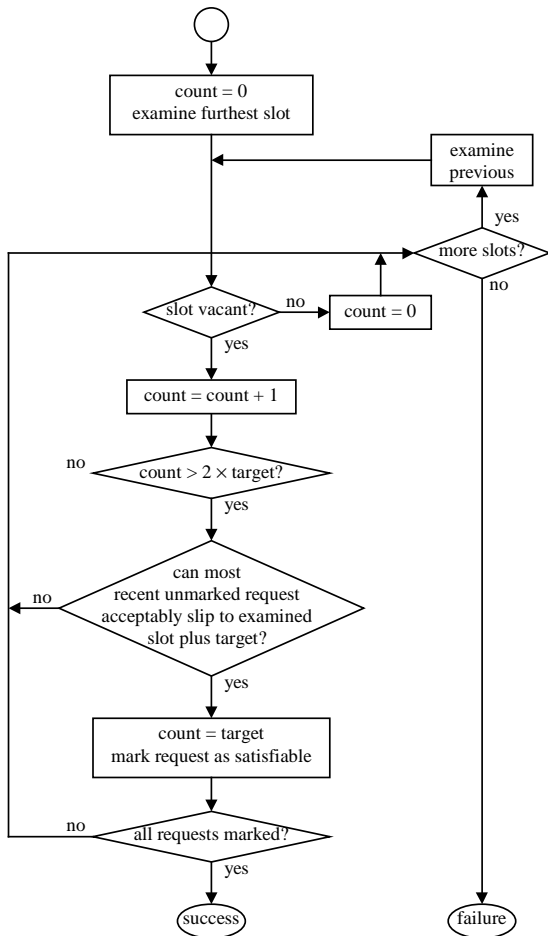 count = 0
examine furthest slot
examine
previous
yes
more slots?
no
slot vacant?
no
count = 0
yes
count = count + 1
no
count > 2 × target?
yes
can most
recent unmarked request
acceptably slip to examined
slot plus target?
no
yes
count = target
mark request as satisfiable
no
all requests marked?
yes
success
failure